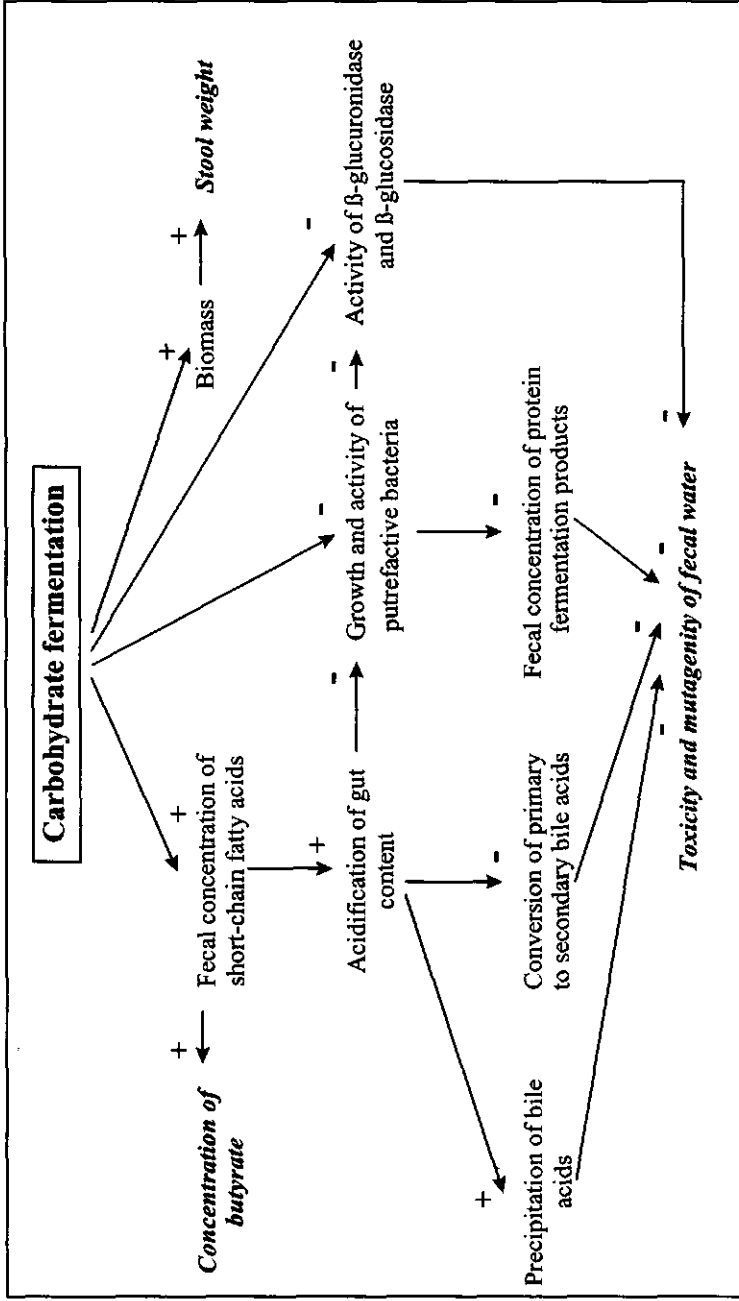 Carbohydrate fermentation
+
+
+
+
Concentration of
butyrate
Fecal concentration of
short-chain fatty acids
Biomass
Stool weight
+
-
-
-
-
Acidification of gut
content
Growth and activity of
putrefactive bacteria
Activity of ß-glucuronidase
and ß-glucosidase
+
-
-
Precipitation of bile
acids
Conversion of primary
to secondary bile acids
Fecal concentration of protein
fermentation products
-
-
-
-
Toxicity and mutagenity of fecal water